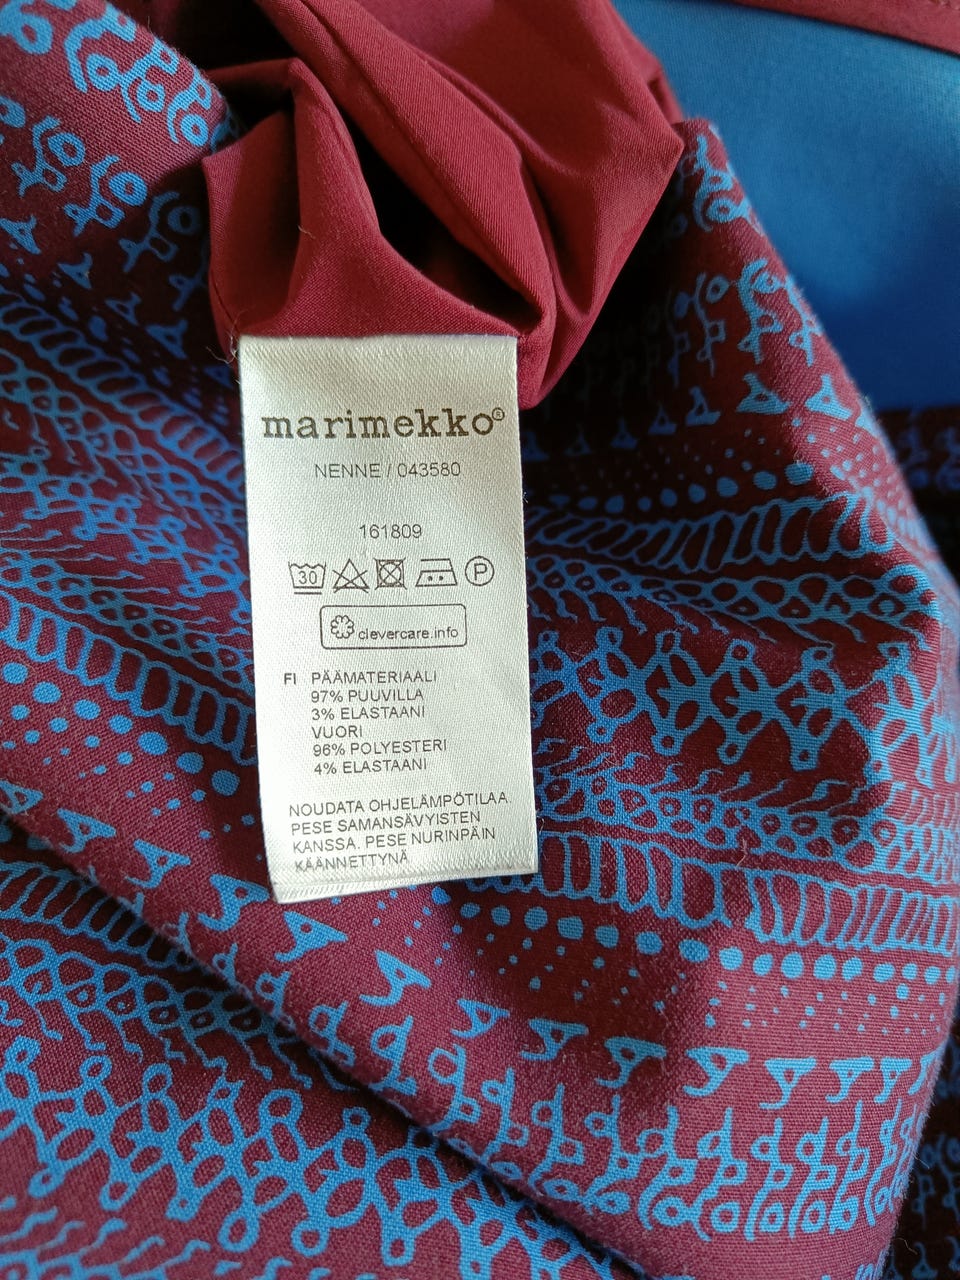 marimekko®
NENNE / 043580
161809
30 P
clevercare.info
FI PÄÄMATERIAALI
97% PUUVILLA
3% ELASTAANI
VUORI
96% POLYESTERI
4% ELASTAANI
NOUDATA OHJELÄMPÖTILAA.
PESE SAMANSÄVYISTEN
KANSSA. PESE NURINPÄIN
KÄÄNNETTYNÄ